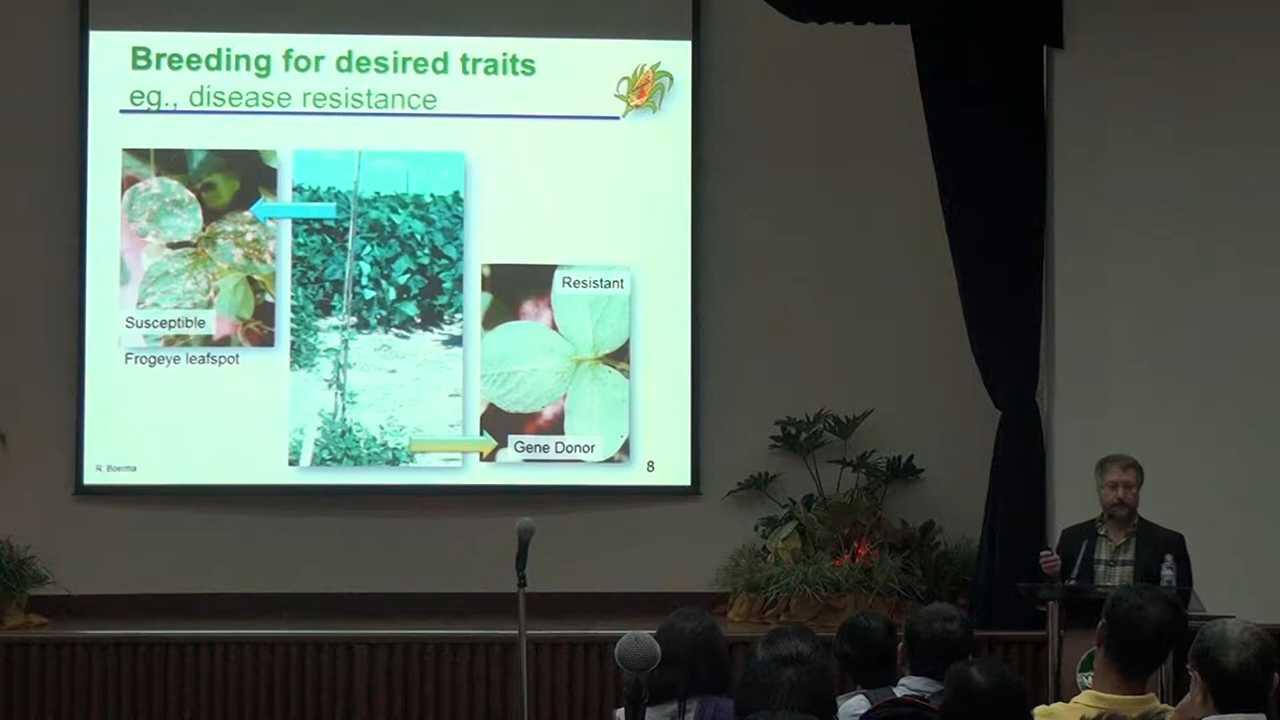 Breeding for desired traits
eg., disease resistance
Susceptible
Frogeye leafspot
Resistant
Gene Donor
R. Boerma
8